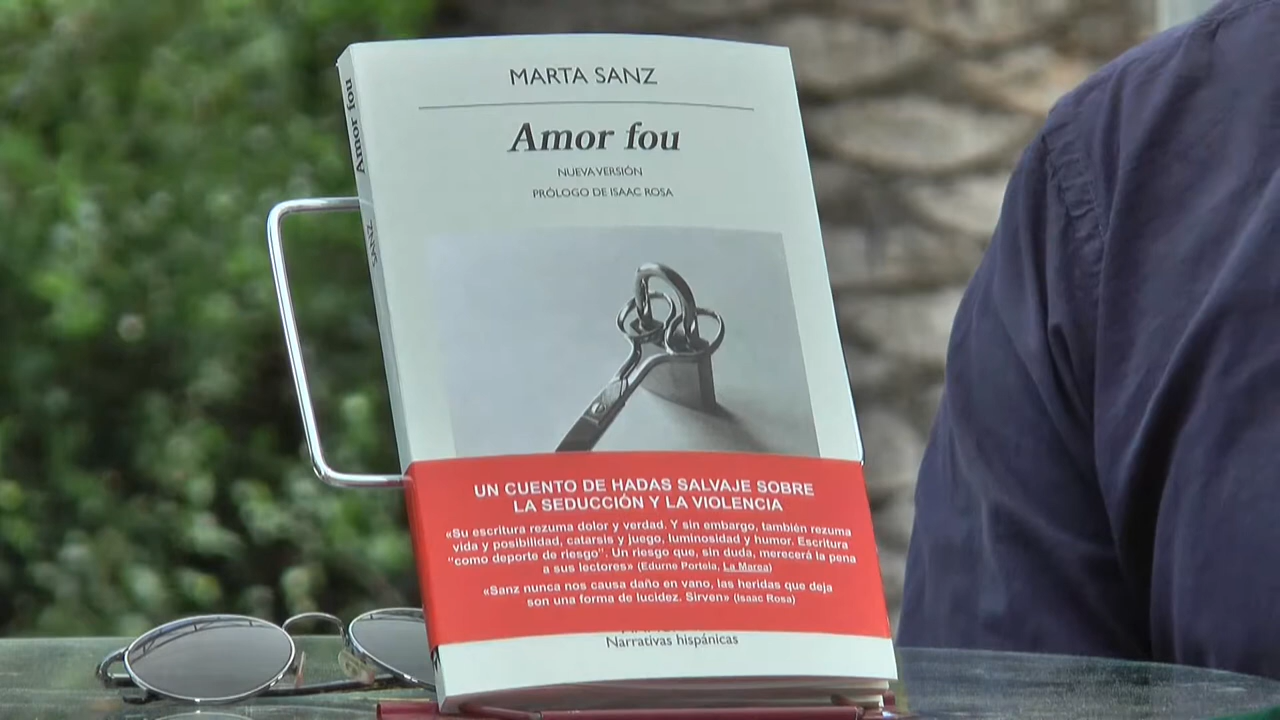 MARTA SANZ
Amor fou
NUEVA VERSIÓN
PRÓLOGO DE ISAAC ROSA
Amor fou
SANZ
UN CUENTO DE HADAS SALVAJE SOBRE
LA SEDUCCIÓN Y LA VIOLENCIA
«Su escritura rezuma dolor y verdad. Y sin embargo, también rezuma
vida y posibilidad, catarsis y juego, luminosidad y humor. Escritura
“como deporte de riesgo”. Un riesgo que, sin duda, merecerá la pena
a sus lectores» (Edurne Portela, La Marea)
«Sanz nunca nos causa daño en vano, las heridas que deja
son una forma de lucidez. Sirven» (Isaac Rosa)
Narrativas hispánicas